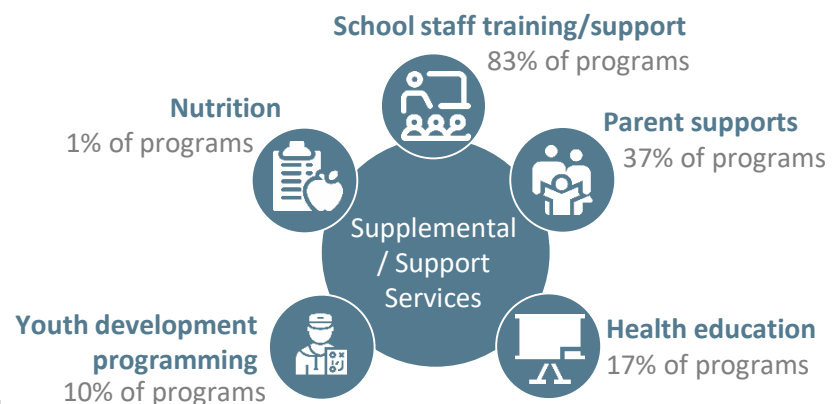 School staff training/support
83% of programs
Nutrition
1% of programs
Parent supports
37% of programs
Supplemental
/ Support
Services
Youth development
programming
10% of programs
Health education
17% of programs